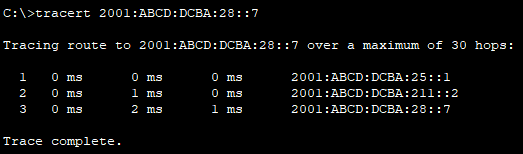 C:\>tracert 2001:ABCD:DCBA:28::7
Tracing route to 2001:ABCD:DCBA:28::7 over a maximum of 30 hops:
1 0 ms 0 ms 0 ms 2001:ABCD:DCBA:25::1
2 0 ms 1 ms 0 ms 2001:ABCD:DCBA:211::2
3 0 ms 2 ms 1 ms 2001:ABCD:DCBA:28::7
Trace complete.